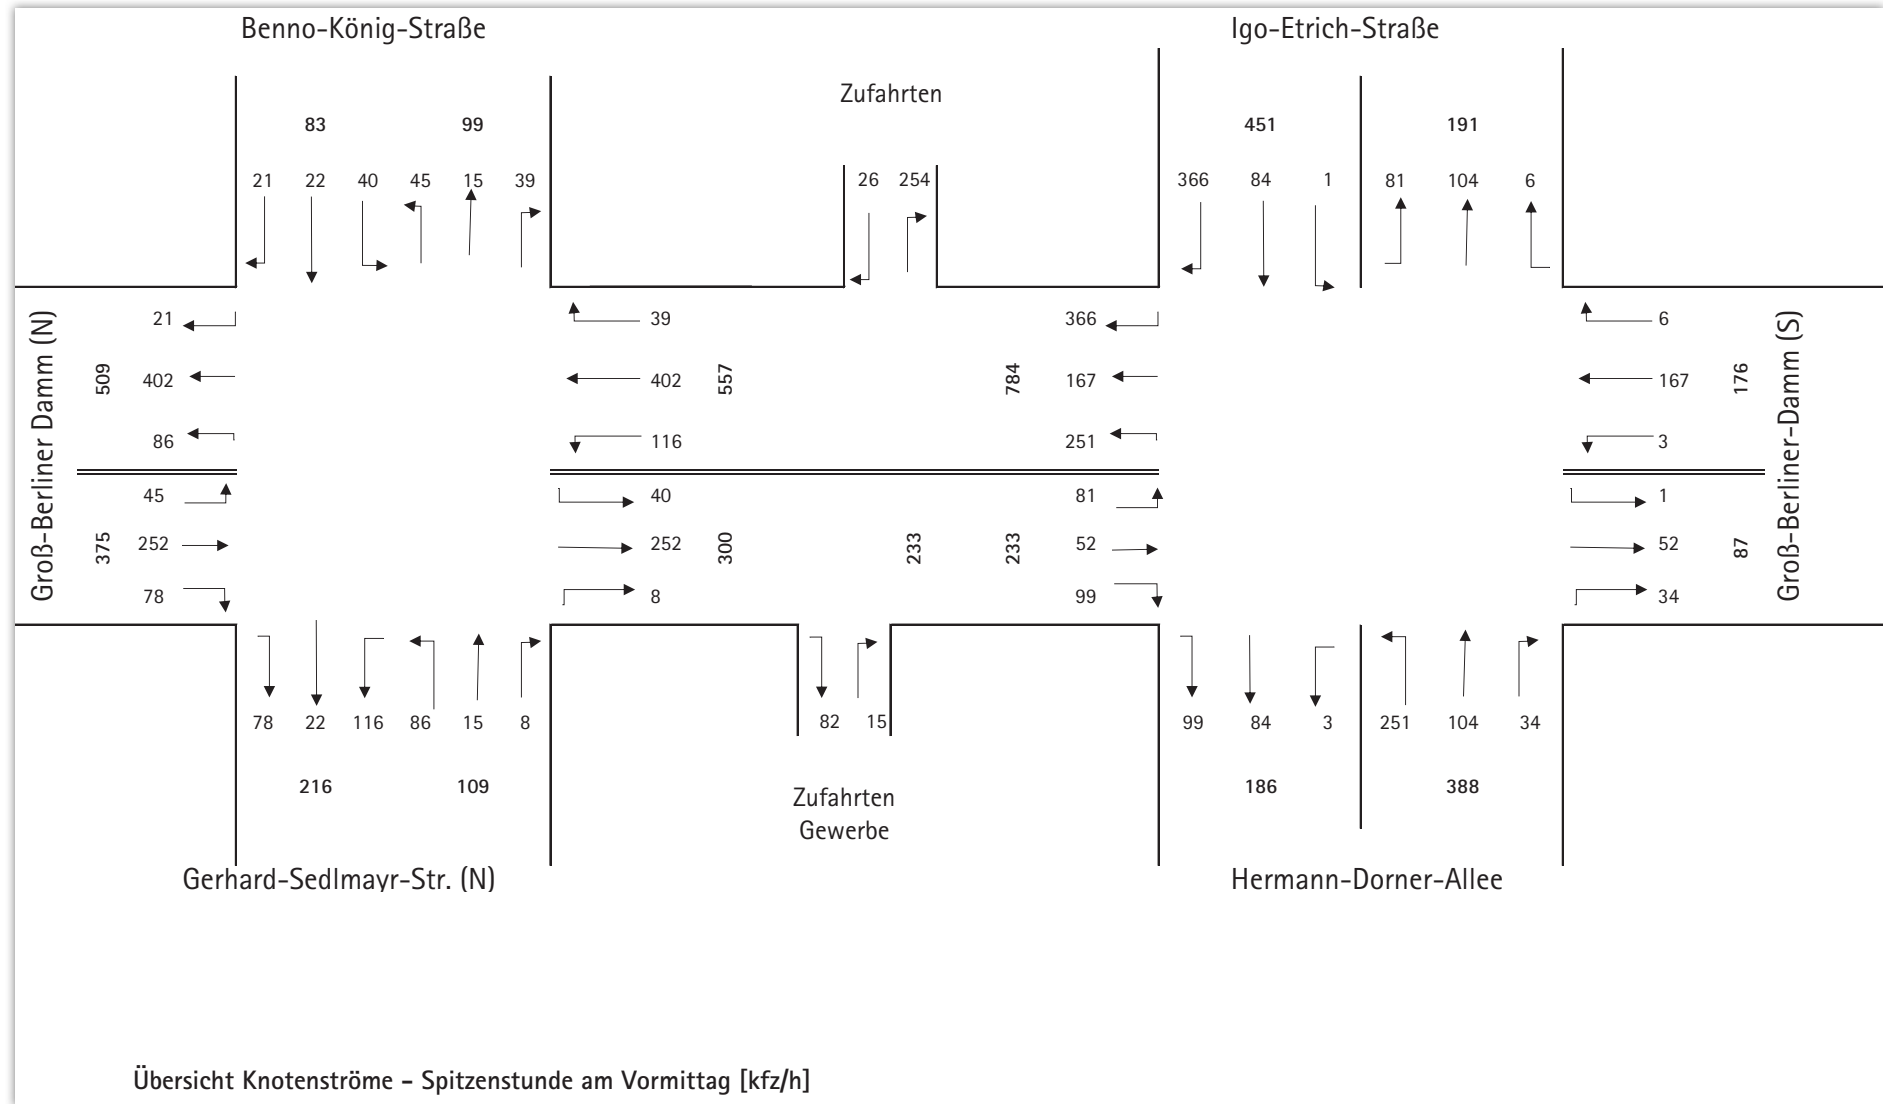 Benno-König-Straße
Igo-Etrich-Straße
Zufahrten
83 99
451 191
21 22 40 45 15 39
26 254
366 84 1 81 104 6
Groß-Berliner Damm (N)
21
509
402
86
45
375
252
78
39
402
557
116
40
252
300
8
233
366
784
167
251
81
233
52
99
6
167
176
3
1
52
87
34
Groß-Berliner-Damm (S)
78 22 116 86 15 8
82 15
99 84 3 251 104 34
216 109
186 388
Zufahrten
Gewerbe
Gerhard-Sedlmayr-Str. (N)
Hermann-Dorner-Allee
Übersicht Knotenströme - Spitzenstunde am Vormittag [kfz/h]